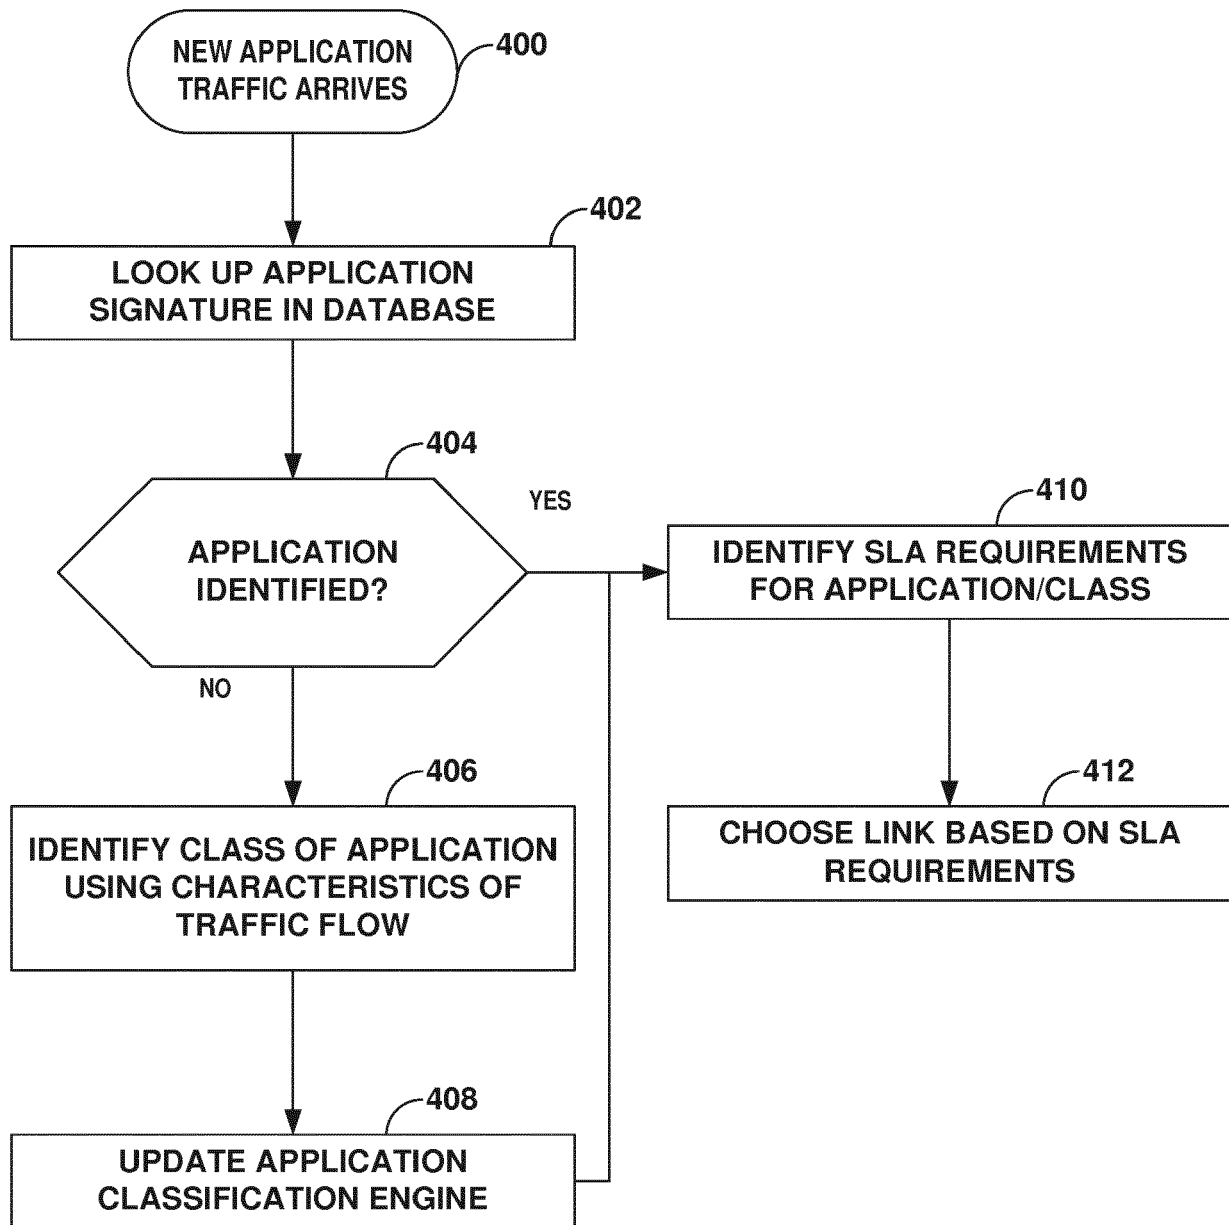 NEW APPLICATION
TRAFFIC ARRIVES
400
402
LOOK UP APPLICATION
SIGNATURE IN DATABASE
404
APPLICATION
IDENTIFIED?
YES
NO
410
IDENTIFY SLA REQUIREMENTS
FOR APPLICATION/CLASS
406
IDENTIFY CLASS OF APPLICATION
USING CHARACTERISTICS OF
TRAFFIC FLOW
412
CHOOSE LINK BASED ON SLA
REQUIREMENTS
408
UPDATE APPLICATION
CLASSIFICATION ENGINE